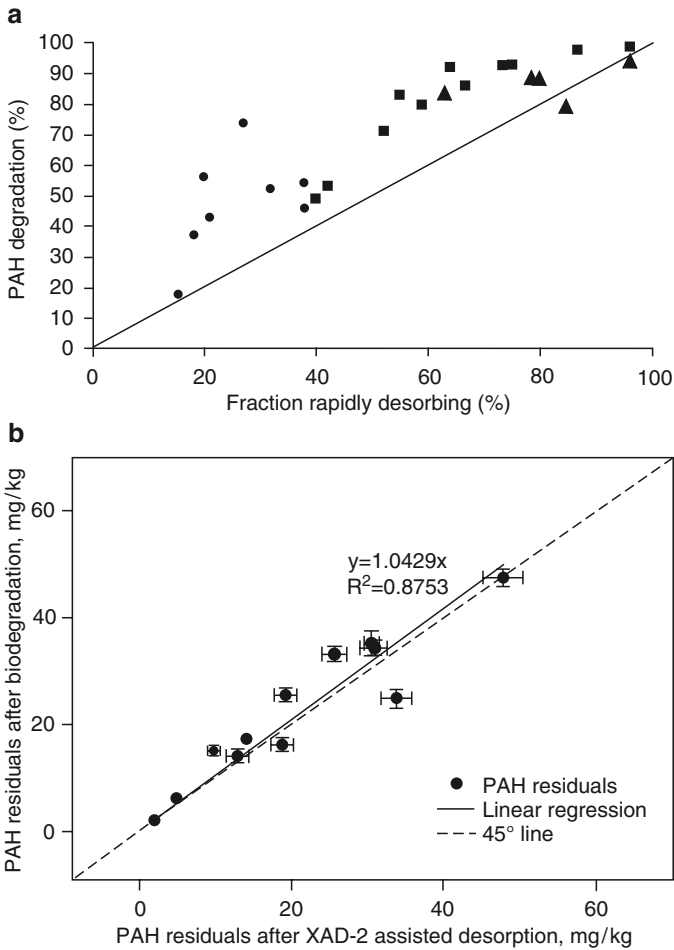 a
PAH degradation (%)
100
90
80
70
60
50
40
30
20
10
0
0 20 40 60 80 100
Fraction rapidly desorbing (%)
b
PAH residuals after biodegradation, mg/kg
60
40
20
0
y=1.0429x
R²=0.8753
PAH residuals
Linear regression
45° line
0 20 40 60
PAH residuals after XAD-2 assisted desorption, mg/kg